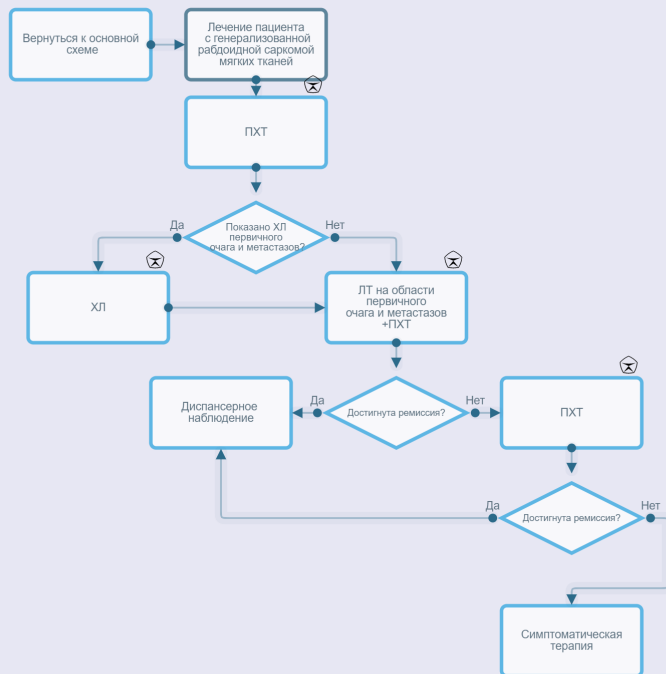 Вернуться к основной
схеме
Лечение пациента
с генерализованной
рабдоидной саркомой
мягких тканей
ПХТ
Да
Показано ХЛ
первичного
очага и метастазов?
Нет
ХЛ
ЛТ на области
первичного
очага и метастазов
+ПХТ
Диспансерное
наблюдение
Да
Достигнута ремиссия?
Нет
ПХТ
Да
Достигнута ремиссия?
Нет
Симптоматическая
терапия